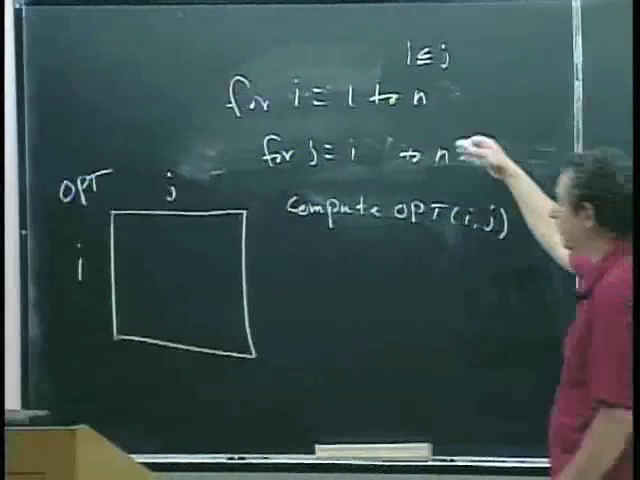 i ≤ j
for i = 1 to n
for j = i to n
OPT j
compute OPT(i,j)
i